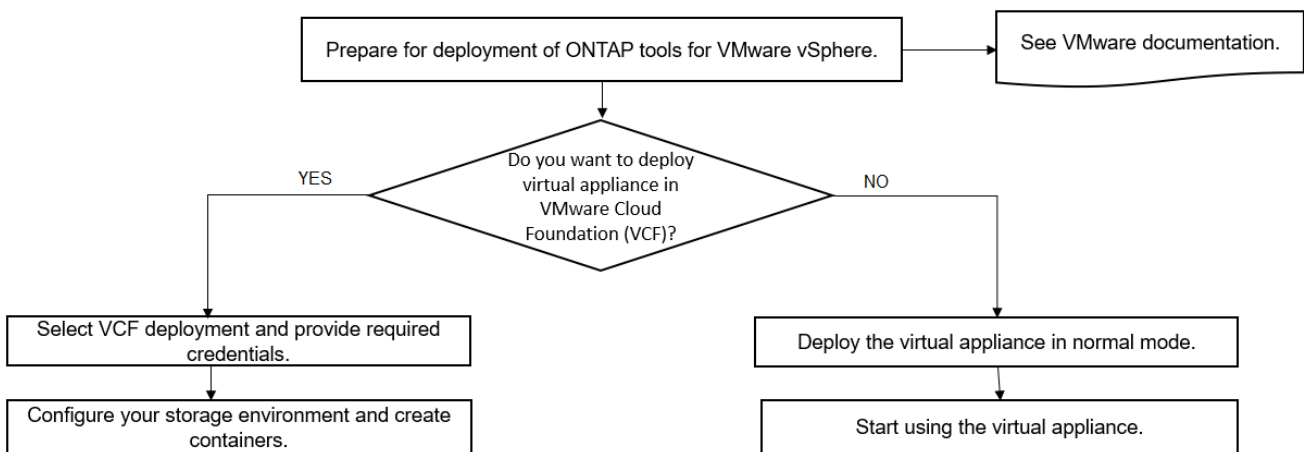 Prepare for deployment of ONTAP tools for VMware vSphere.
See VMware documentation.
Do you want to deploy
virtual appliance in
VMware Cloud
Foundation (VCF)?
YES
NO
Select VCF deployment and provide required
credentials.
Deploy the virtual appliance in normal mode.
Configure your storage environment and create
containers.
Start using the virtual appliance.